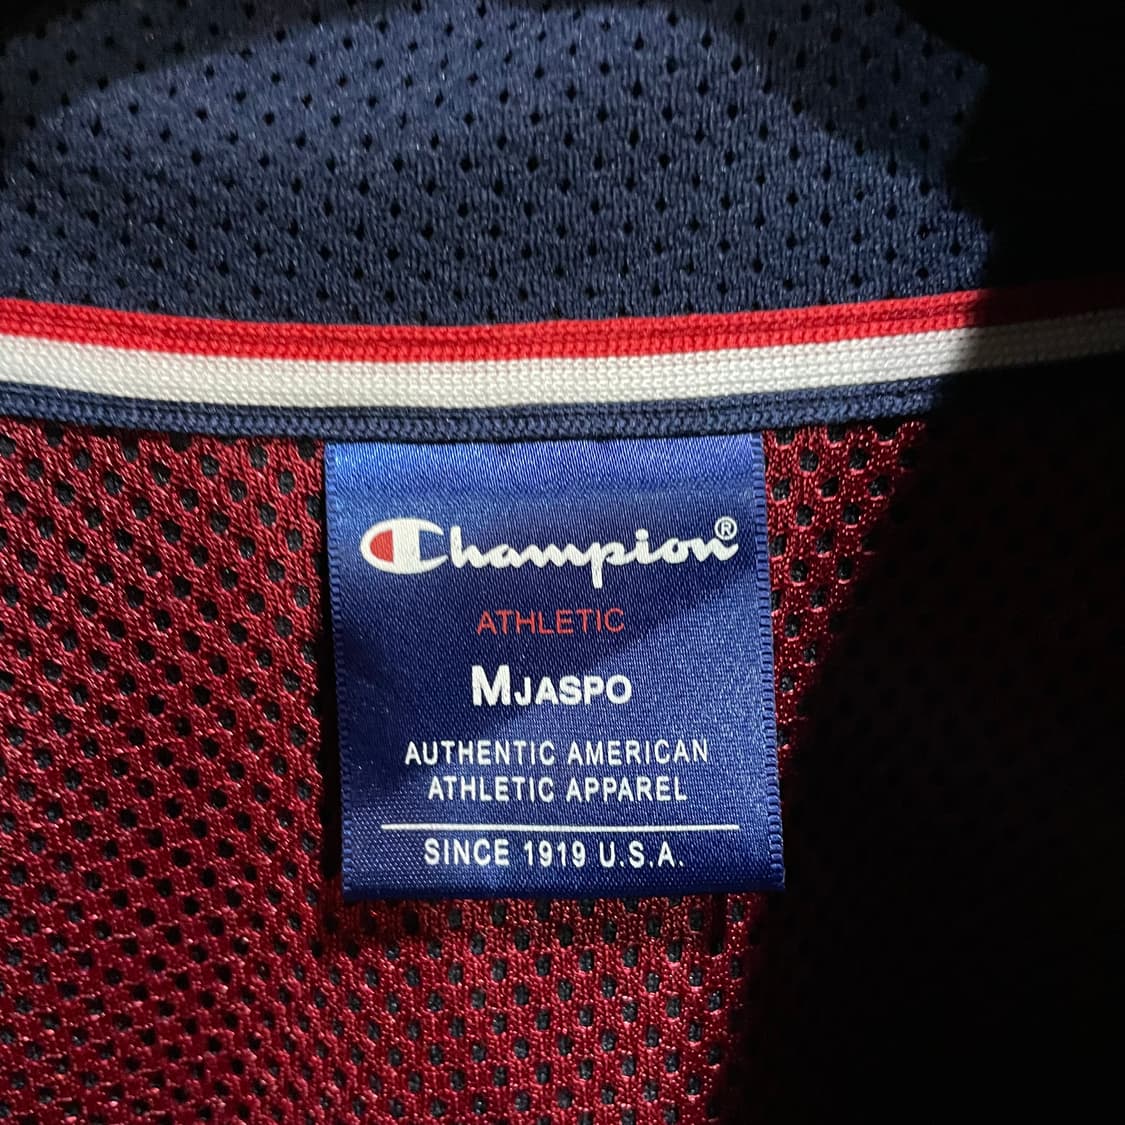 Champion®
ATHLETIC
MJASPO
AUTHENTIC AMERICAN
ATHLETIC APPAREL
SINCE 1919 U.S.A.